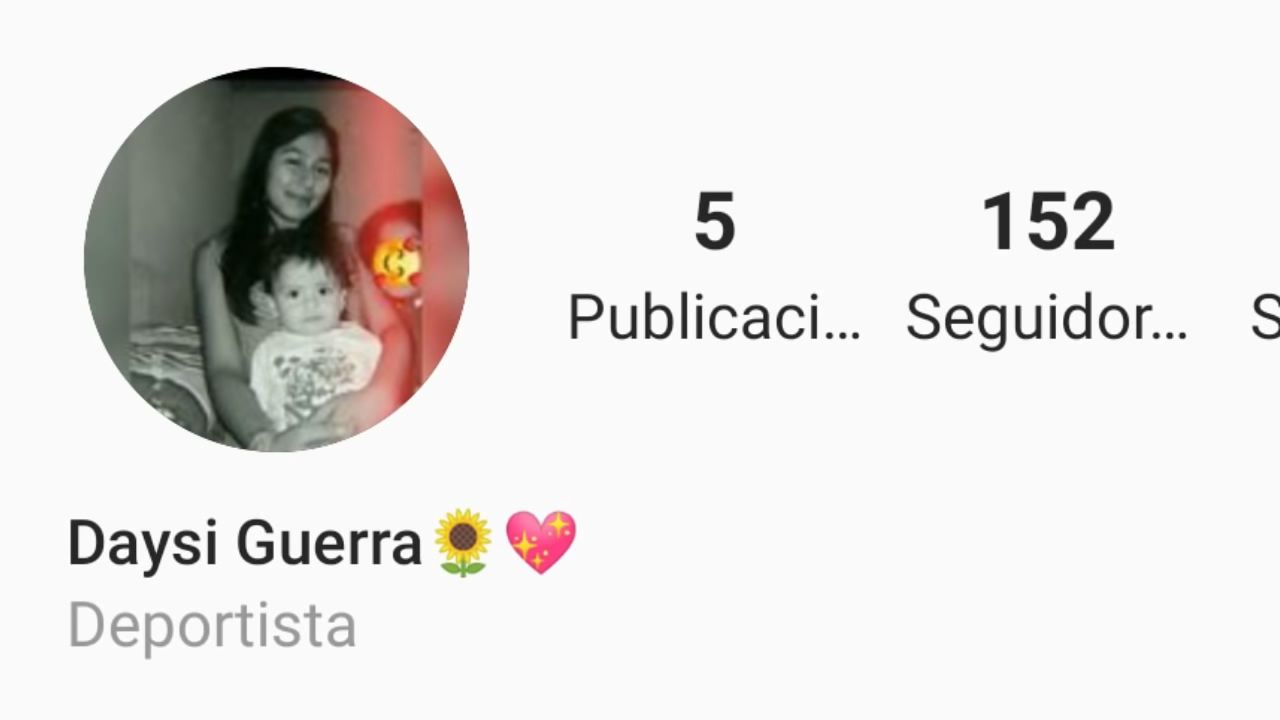 5 152
Publicaci... Seguidor... S
Daysi Guerra🌻💖
Deportista